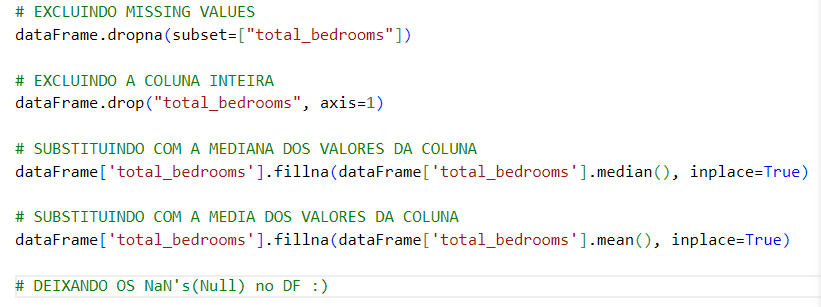 # EXCLUINDO MISSING VALUES
dataFrame.dropna(subset=["total_bedrooms"])
# EXCLUINDO A COLUNA INTEIRA
dataFrame.drop("total_bedrooms", axis=1)
# SUBSTITUINDO COM A MEDIANA DOS VALORES DA COLUNA
dataFrame['total_bedrooms'].fillna(dataFrame['total_bedrooms'].median(), inplace=True)
# SUBSTITUINDO COM A MEDIA DOS VALORES DA COLUNA
dataFrame['total_bedrooms'].fillna(dataFrame['total_bedrooms'].mean(), inplace=True)
# DEIXANDO OS NaN's(Null) no DF :)